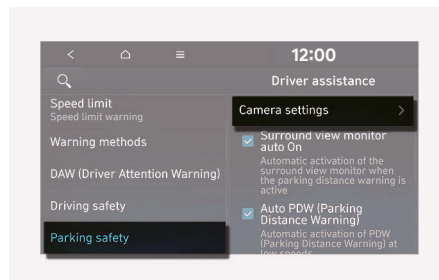 12:00
Driver assistance
Speed limit
Speed limit warning
Warning methods
DAW (Driver Attention Warning)
Driving safety
Parking safety
Camera settings
Surround view monitor
auto On
Automatic activation of the
surround view monitor when
the parking distance warning is
active
Auto PDW (Parking
Distance Warning)
Automatic activation of PDW
(Parking Distance Warning) at
low speeds